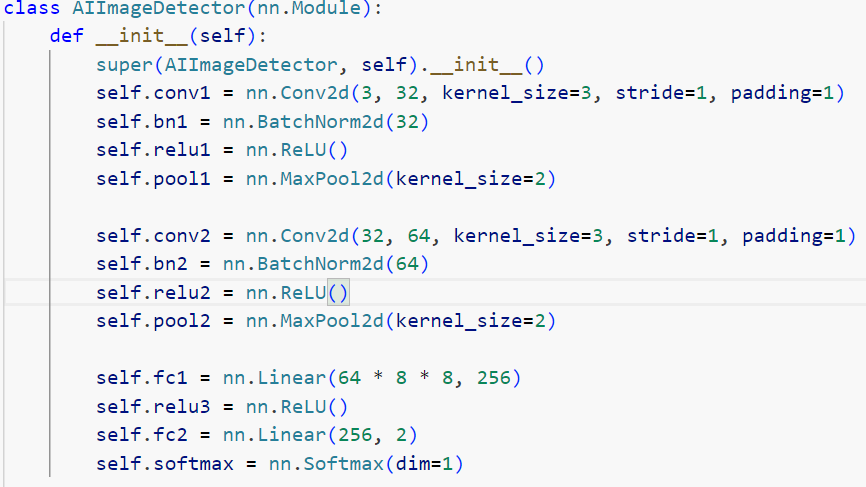 class AIImageDetector(nn.Module):
    def __init__(self):
        super(AIImageDetector, self).__init__()
        self.conv1 = nn.Conv2d(3, 32, kernel_size=3, stride=1, padding=1)
        self.bn1 = nn.BatchNorm2d(32)
        self.relu1 = nn.ReLU()
        self.pool1 = nn.MaxPool2d(kernel_size=2)

        self.conv2 = nn.Conv2d(32, 64, kernel_size=3, stride=1, padding=1)
        self.bn2 = nn.BatchNorm2d(64)
        self.relu2 = nn.ReLU()
        self.pool2 = nn.MaxPool2d(kernel_size=2)

        self.fc1 = nn.Linear(64 * 8 * 8, 256)
        self.relu3 = nn.ReLU()
        self.fc2 = nn.Linear(256, 2)
        self.softmax = nn.Softmax(dim=1)